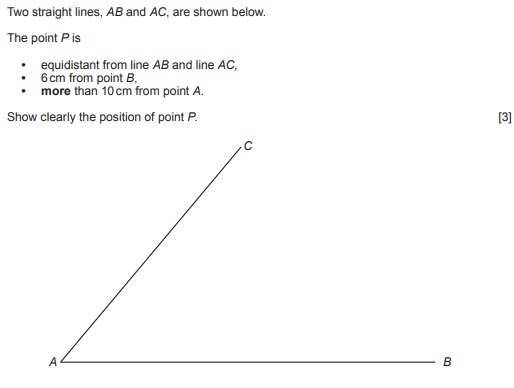 Two straight lines, AB and AC, are shown below.
The point P is
• equidistant from line AB and line AC,
• 6 cm from point B,
• more than 10 cm from point A.
Show clearly the position of point P. [3]
C
A
B